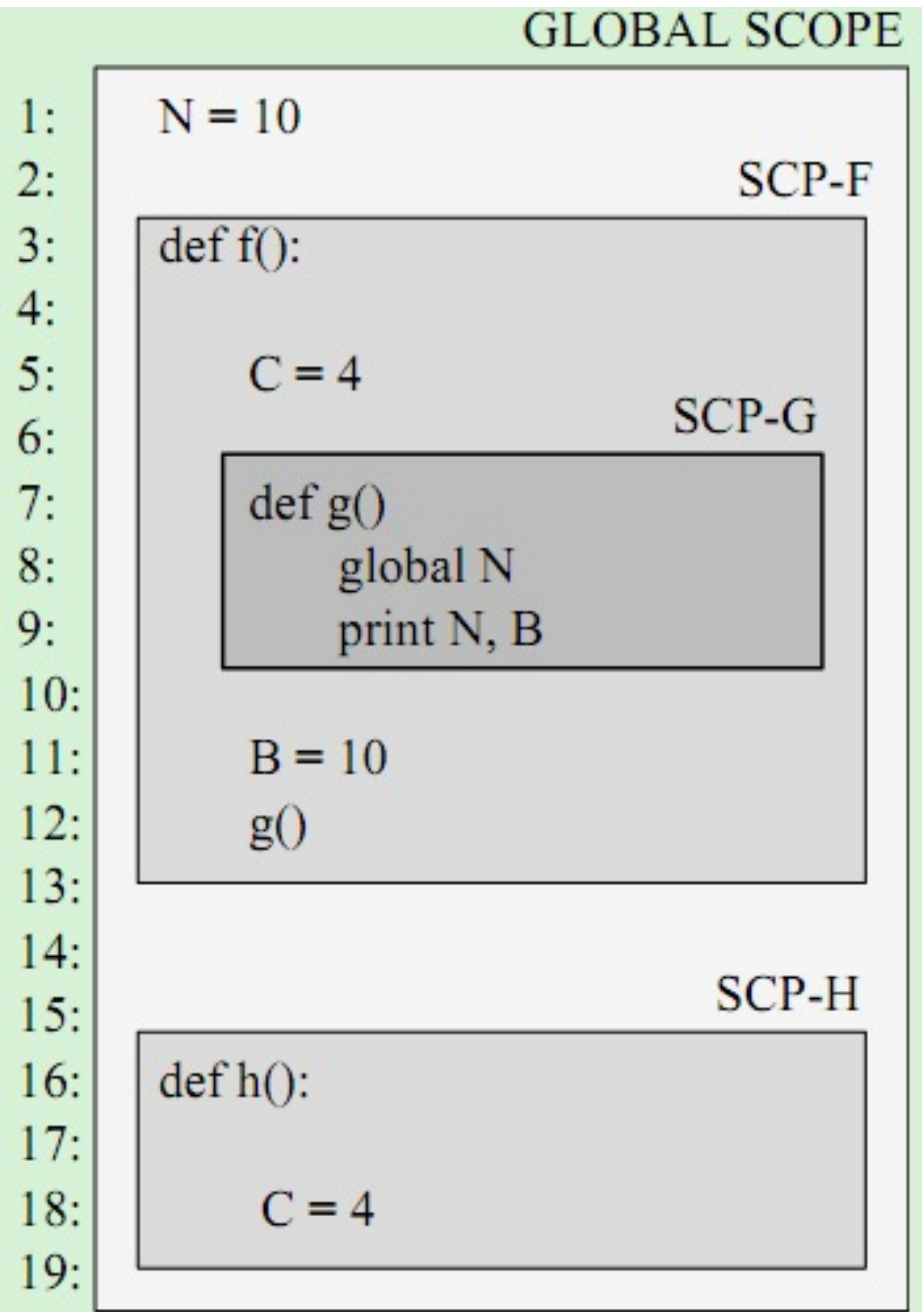 GLOBAL SCOPE
1: N = 10
2: SCP-F
3: def f():
4:
5: C = 4
6: SCP-G
7: def g()
8: global N
9: print N, B
10:
11: B = 10
12: g()
13:
14:
15: SCP-H
16: def h():
17:
18: C = 4
19: